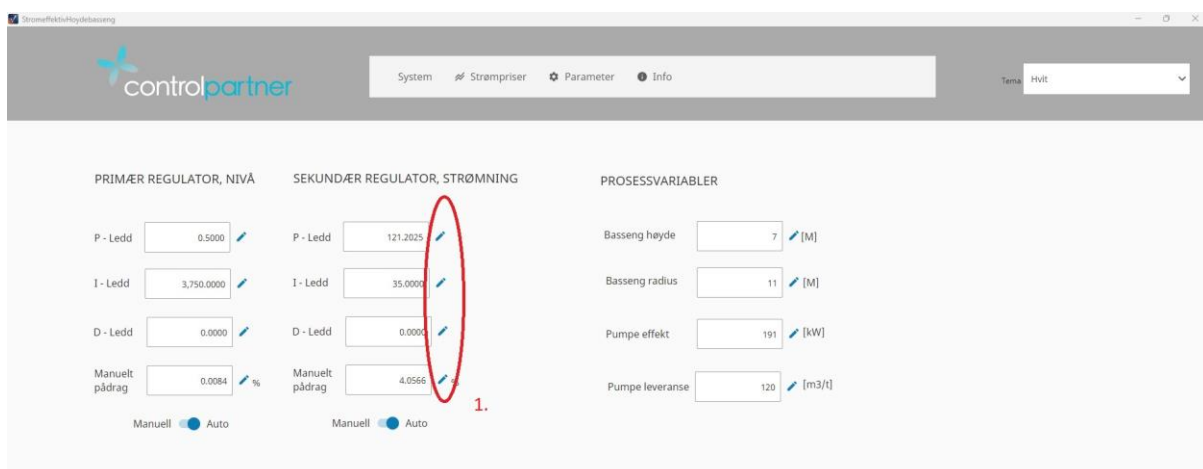 StromeffektivHoydebasseng
controlpartner
System Strømpriser Parameter Info
Tema Hvit
PRIMÆR REGULATOR, NIVÅ
P - Ledd 0.5000
I - Ledd 3,750.0000
D - Ledd 0.0000
Manuelt
pådrag 0.0084 %
Manuell Auto
SEKUNDÆR REGULATOR, STRØMNING
P - Ledd 121.2025
I - Ledd 35.0000
D - Ledd 0.0000
Manuelt
pådrag 4.0566 %
Manuell Auto
1.
PROSESSVARIABLER
Basseng høyde 7 [M]
Basseng radius 11 [M]
Pumpe effekt 191 [kW]
Pumpe leveranse 120 [m3/t]